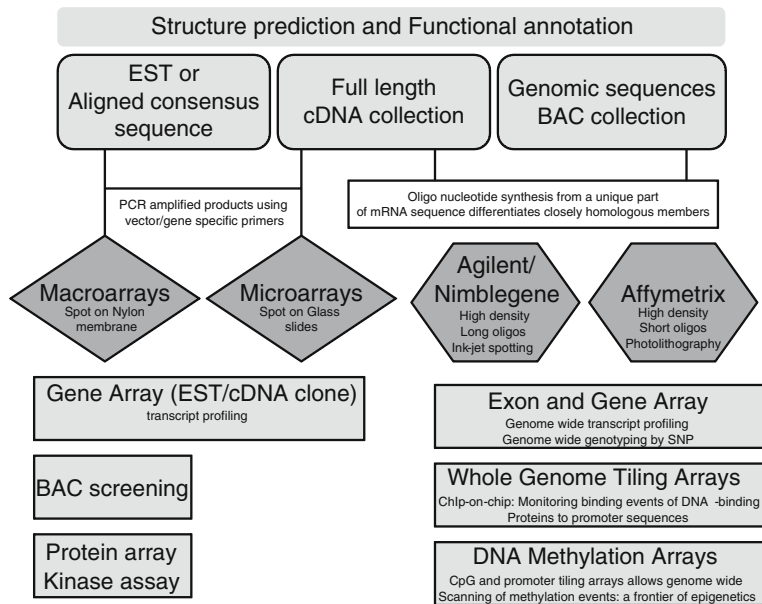 Structure prediction and Functional annotation
EST or
Aligned consensus
sequence
Full length
cDNA collection
Genomic sequences
BAC collection
PCR amplified products using
vector/gene specific primers
Oligo nucleotide synthesis from a unique part
of mRNA sequence differentiates closely homologous members
Macroarrays
Spot on Nylon
membrane
Microarrays
Spot on Glass
slides
Agilent/
Nimblegene
High density
Long oligos
Ink-jet spotting
Affymetrix
High density
Short oligos
Photolithography
Gene Array (EST/cDNA clone)
transcript profiling
BAC screening
Protein array
Kinase assay
Exon and Gene Array
Genome wide transcript profiling
Genome wide genotyping by SNP
Whole Genome Tiling Arrays
ChIp-on-chip: Monitoring binding events of DNA -binding
Proteins to promoter sequences
DNA Methylation Arrays
CpG and promoter tiling arrays allows genome wide
Scanning of methylation events: a frontier of epigenetics